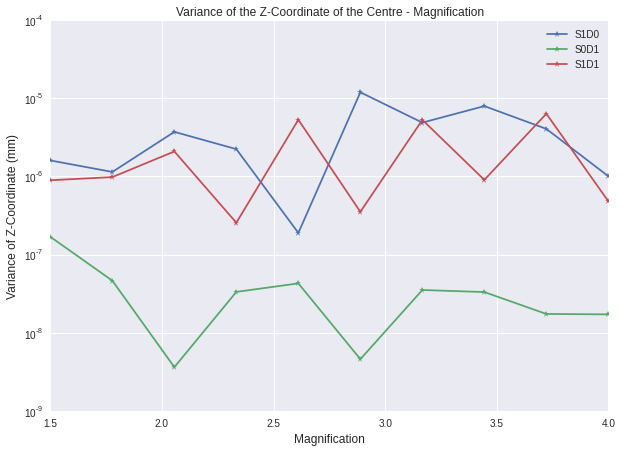 Variance of the Z-Coordinate of the Centre - Magnification
S1D0
S0D1
S1D1
Variance of Z-Coordinate (mm)
10⁻⁴
10⁻⁵
10⁻⁶
10⁻⁷
10⁻⁸
10⁻⁹
1.5 2.0 2.5 3.0 3.5 4.0
Magnification